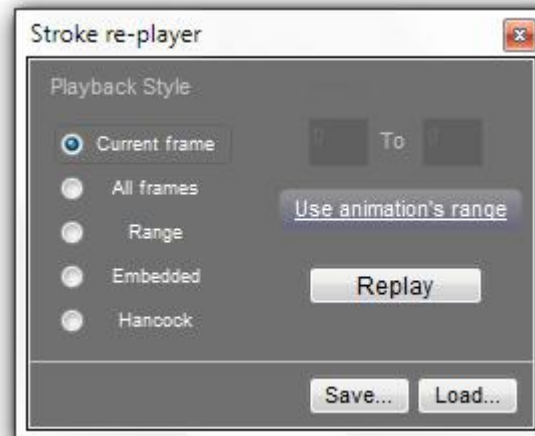 Stroke re-player
Playback Style
Current frame
To
All frames
Use animation's range
Range
Embedded
Replay
Hancock
Save... Load...